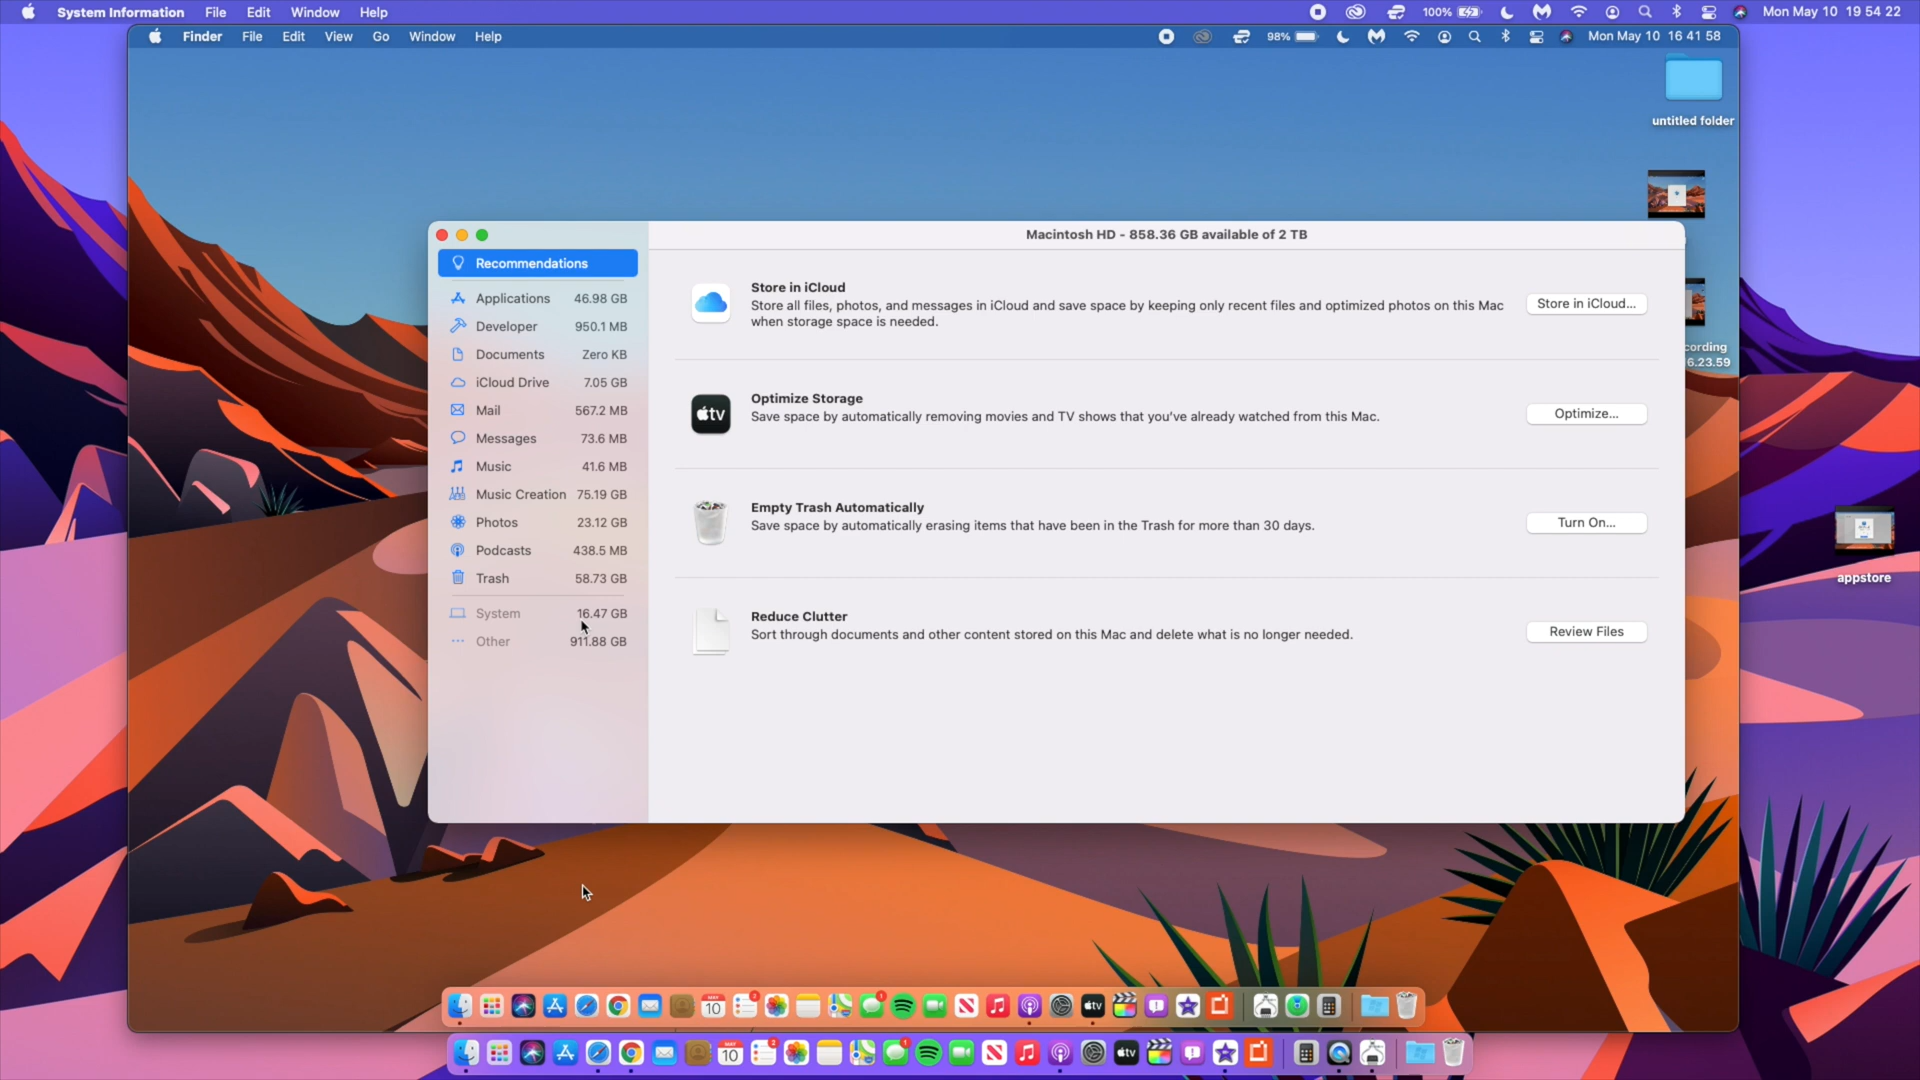 System Information File Edit Window Help 100% Mon May 10 19 54 22
Finder File Edit View Go Window Help 98% Mon May 10 16 41 58
untitled folder
Macintosh HD - 858.36 GB available of 2 TB
Recommendations
Applications 46.98 GB
Developer 950.1 MB
Documents Zero KB
iCloud Drive 7.05 GB
Mail 567.2 MB
Messages 73.6 MB
Music 41.6 MB
Music Creation 75.19 GB
Photos 23.12 GB
Podcasts 438.5 MB
Trash 58.73 GB
System 16.47 GB
Other 911.88 GB
Store in iCloud
Store all files, photos, and messages in iCloud and save space by keeping only recent files and optimized photos on this Mac
when storage space is needed.
Store in iCloud...
Optimize Storage
Save space by automatically removing movies and TV shows that you've already watched from this Mac.
Optimize...
tv
Empty Trash Automatically
Save space by automatically erasing items that have been in the Trash for more than 30 days.
Turn On...
Reduce Clutter
Sort through documents and other content stored on this Mac and delete what is no longer needed.
Review Files
cording
6.23.59
appstore
10
tv
10
tv